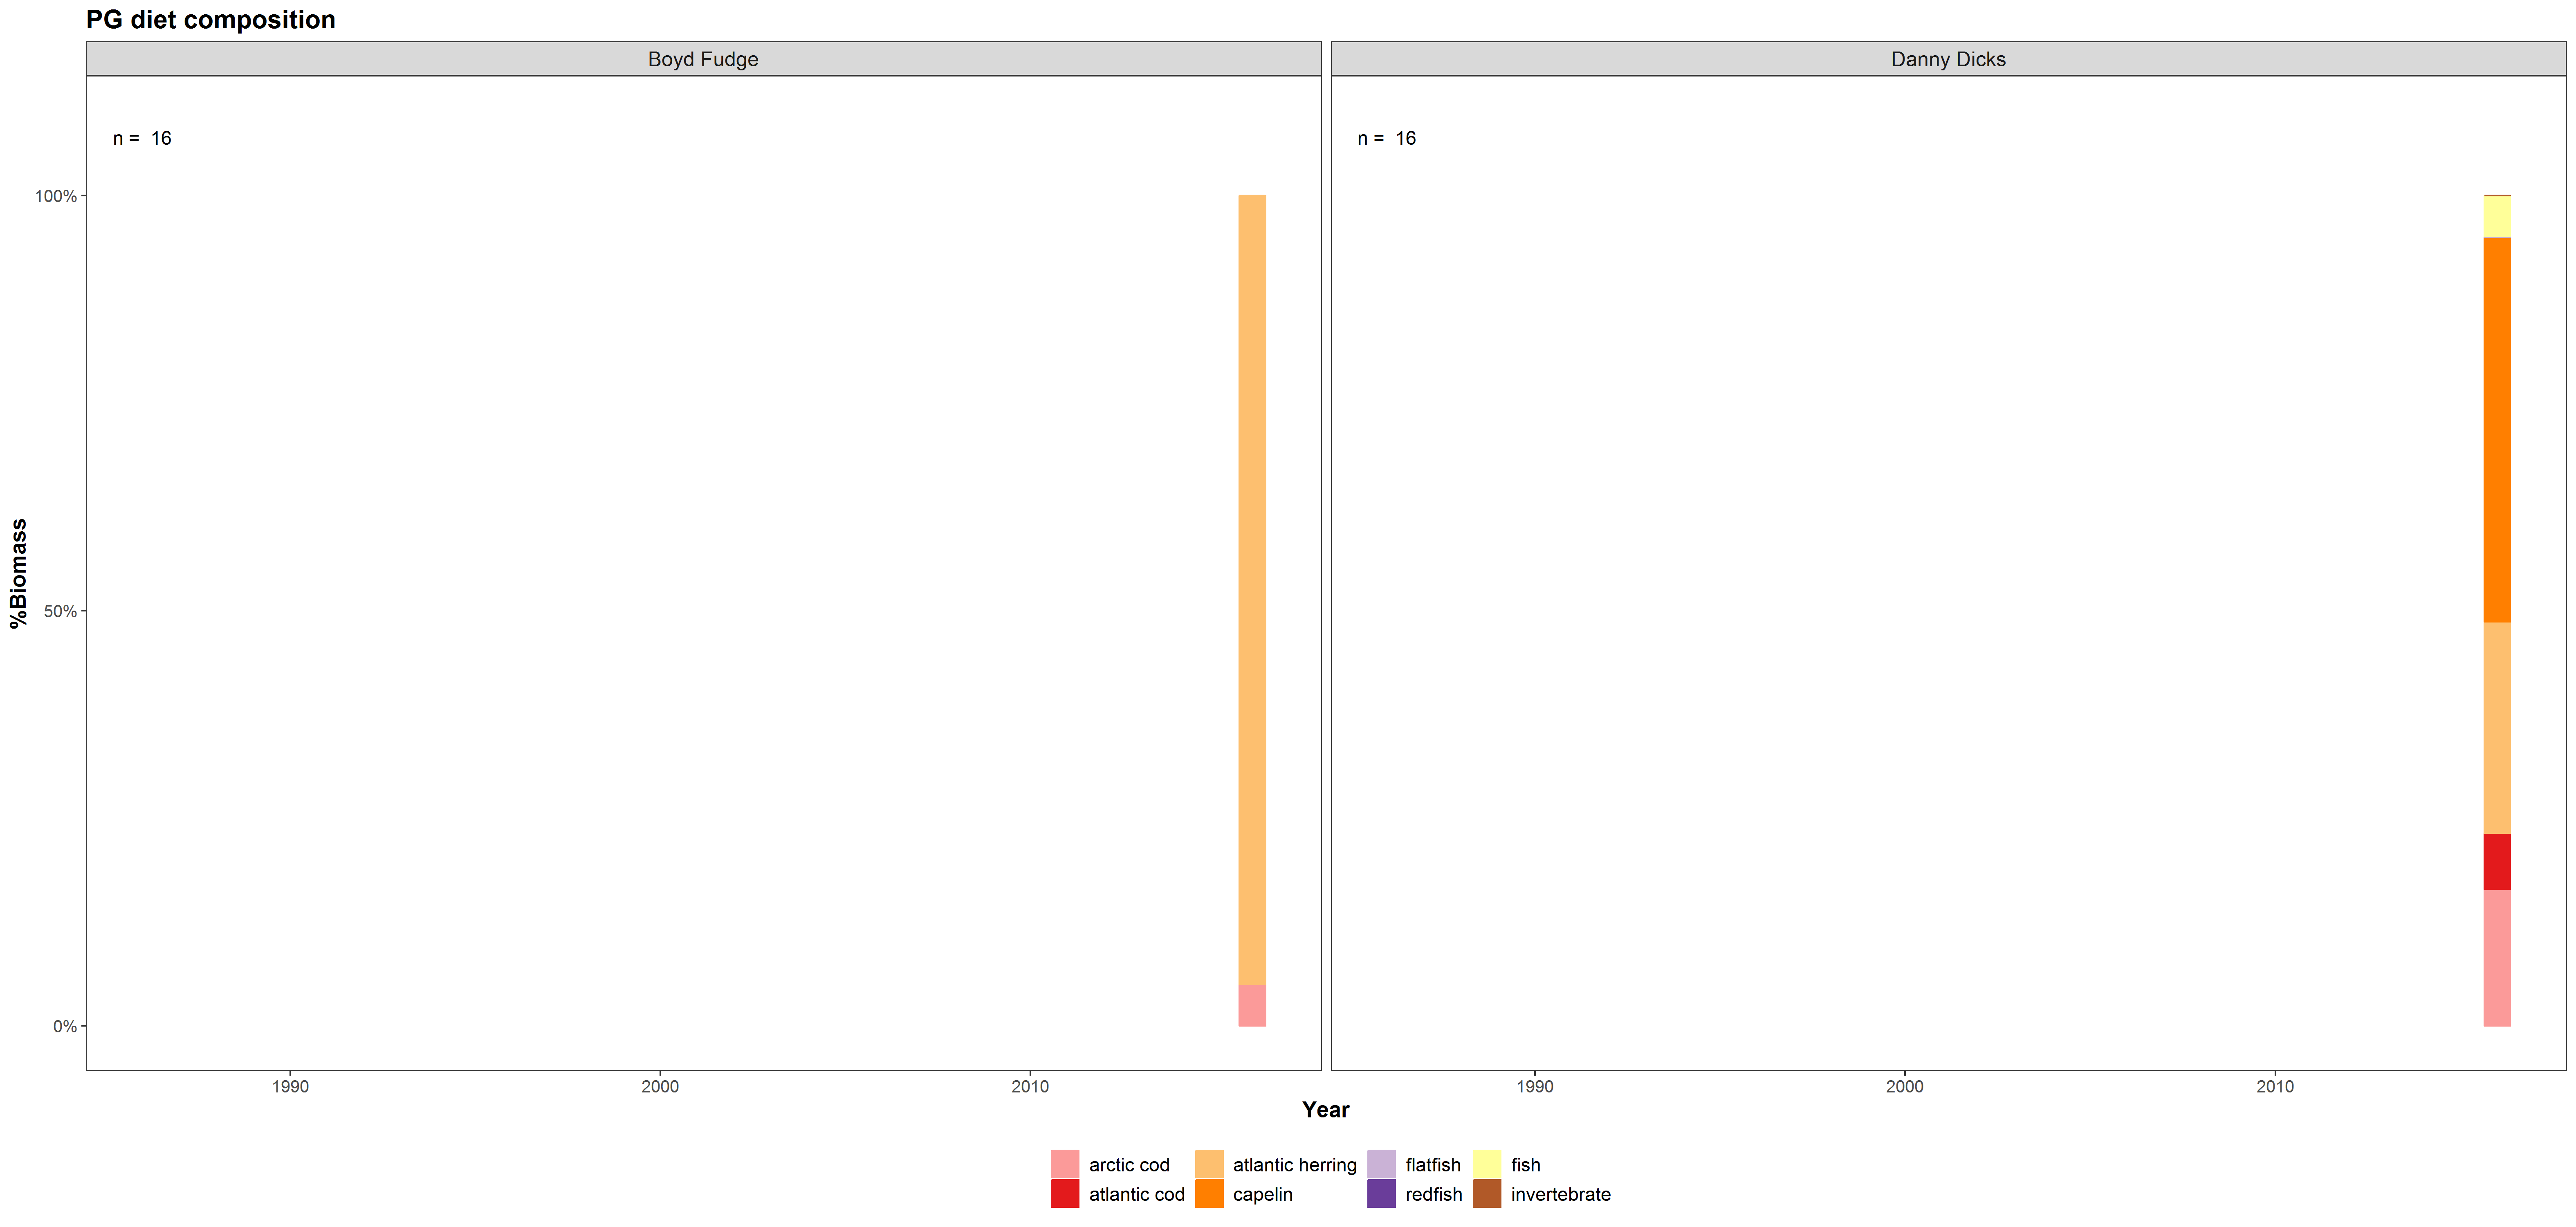 PG diet composition
Boyd Fudge
Danny Dicks
n =  16
n =  16
100%
50%
0%
%Biomass
1990
2000
2010
1990
2000
2010
Year
arctic cod
atlantic herring
flatfish
fish
atlantic cod
capelin
redfish
invertebrate